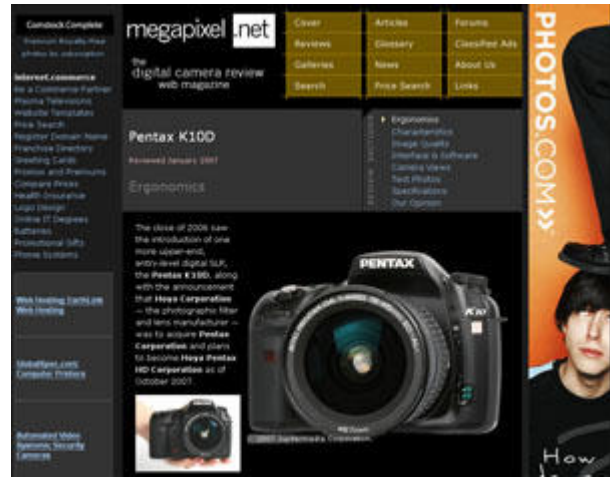 Comstock Complete
Premium Royalty-Free
photos by subscription
internet.commerce
Be a Commerce Partner
Plasma Televisions
Website Templates
Price Search
Register Domain Name
Franchise Directory
Greeting Cards
Promos and Premiums
Compare Prices
Health Insurance
Logo Design
Online IT Degrees
Batteries
Promotional Gifts
Phone Systems
Web Hosting EarthLink
Web Hosting
Computer Printers
Automated Video
Security
Cameras
megapixel.net
the
digital camera review
web magazine
Cover
Articles
Forums
Reviews
Glossary
Classified Ads
Galleries
News
About Us
Search
Price Search
Links
Pentax K10D
Reviewed January 2007
Ergonomics
Ergonomics
Characteristics
Image Quality
Interface & Software
Camera Views
Test Photos
Specifications
Our Opinion
The close of 2006 saw
the introduction of one
more upper-end,
entry-level digital SLR,
the Pentax K10D, along
with the announcement
that Hoya Corporation
— the photographic filter
and lens manufacturer —
was to acquire Pentax
Corporation and plans
to become Hoya Pentax
HD Corporation as of
October 2007.
PENTAX
K10
2007 Jupitermedia Corporation.
PHOTOS.COM»
How